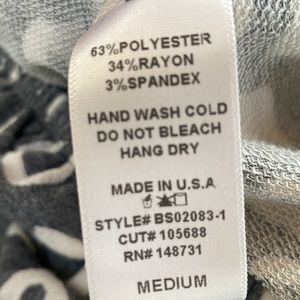 63%POLYESTER
34%RAYON
3%SPANDEX
HAND WASH COLD
DO NOT BLEACH
HANG DRY
MADE IN U.S.A
STYLE# BS02083-1
CUT# 105688
RN# 148731
MEDIUM